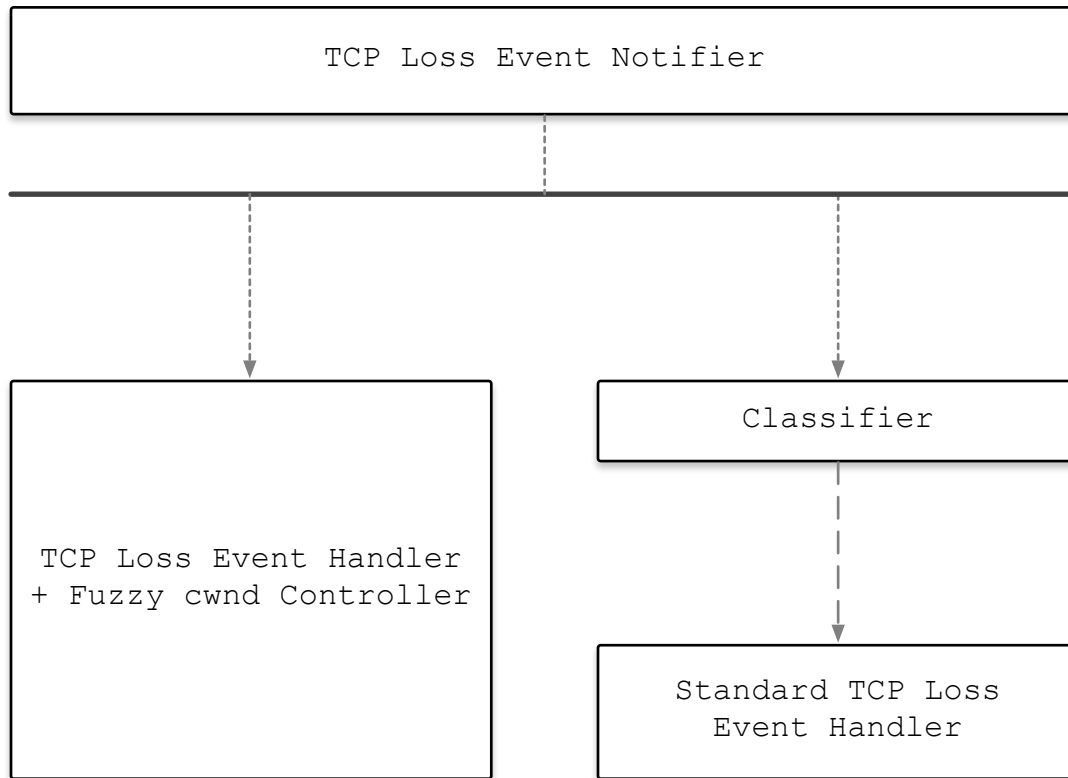 TCP Loss Event Notifier
Classifier
TCP Loss Event Handler
+ Fuzzy cwnd Controller
Standard TCP Loss
Event Handler